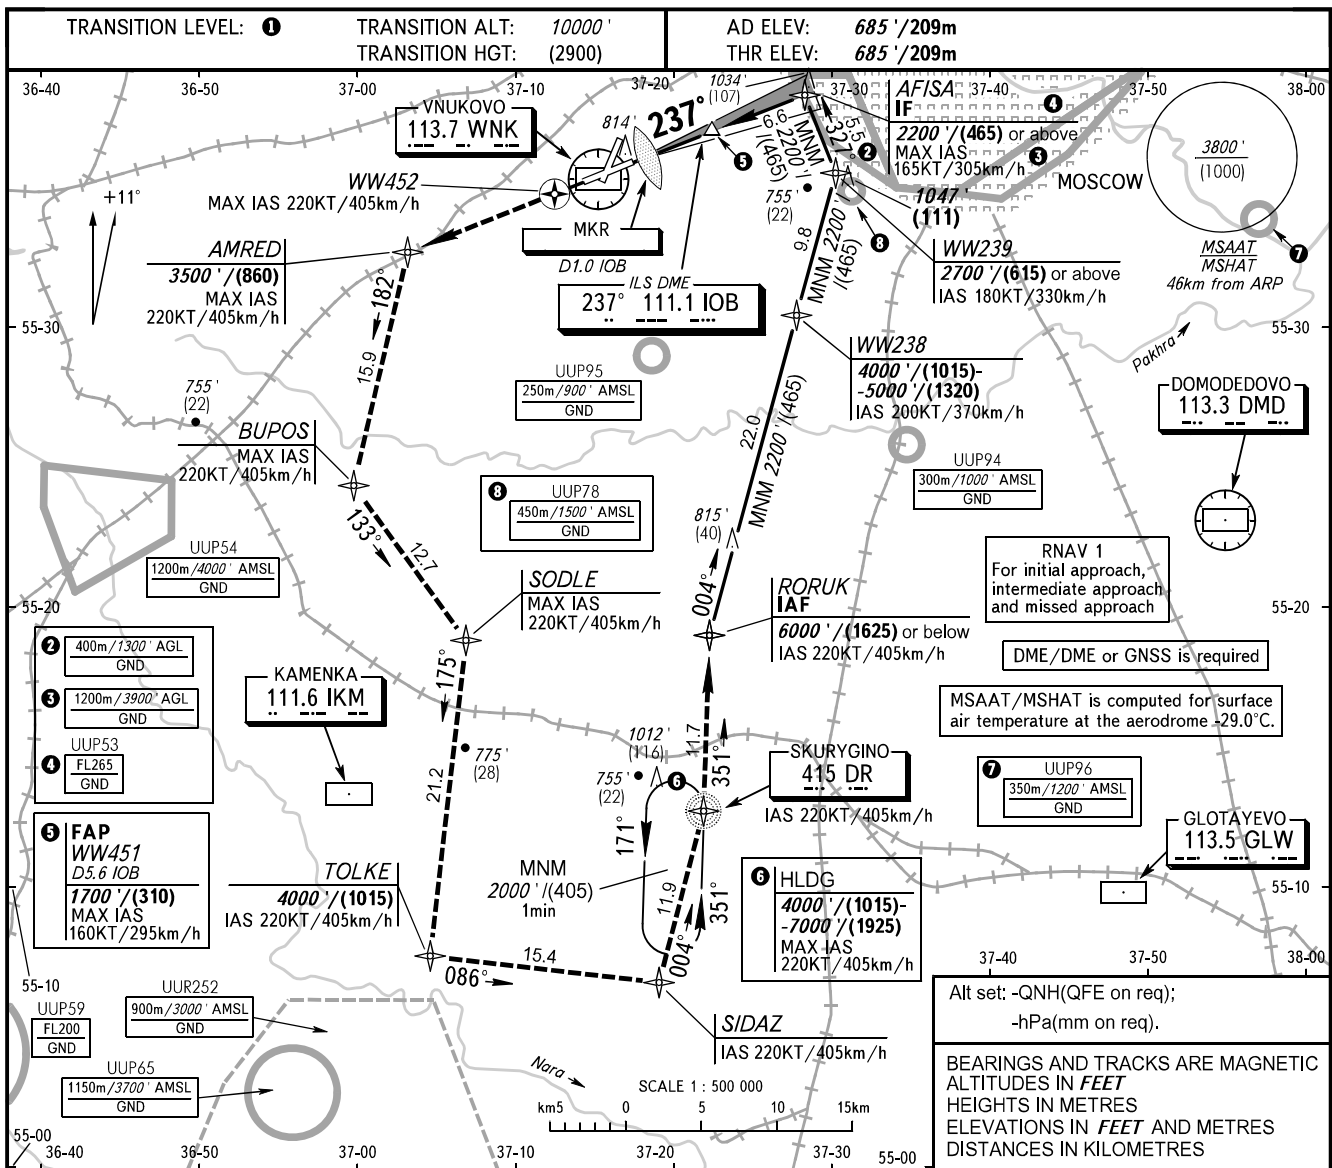 TRANSITION LEVEL: ❶
TRANSITION ALT: 10000 '
TRANSITION HGT: (2900)
AD ELEV: 685 '/209m
THR ELEV: 685 '/209m
36-40
36-50
37-00
37-10
37-20
37-30
37-40
37-50
38-00
VNUKOVO
113.7 WNK
814 '
237°
1034 '
(107)
6.6
MNM
2200 '
/(465)
5.5
327°
❷
❺
AFISA
IF
❹
2200 '/(465) or above
MAX IAS
165KT/305km/h
❸
MOSCOW
3800 '
(1000)
❼
MSAAT
MSHAT
46km from ARP
+11°
WW452
MAX IAS 220KT/405km/h
MKR
D1.0 IOB
ILS DME
237° 111.1 IOB
755 '
(22)
1047 '
(111)
❽
WW239
2700 '/(615) or above
IAS 180KT/330km/h
9.8
MNM 2200 '
/(465)
AMRED
3500 '/(860)
MAX IAS
220KT/405km/h
182°
15.9
55-30
55-30
Pakhra
WW238
4000 '/(1015)-
-5000 '/(1320)
IAS 200KT/370km/h
UUP95
250m/900 ' AMSL
GND
DOMODEDOVO
113.3 DMD
755 '
(22)
BUPOS
MAX IAS
220KT/405km/h
22.0
MNM 2200 '/(465)
UUP94
300m/1000 ' AMSL
GND
❽ UUP78
450m/1500 ' AMSL
GND
133°
12.7
815 '
(40)
UUP54
1200m/4000 ' AMSL
GND
RNAV 1
For initial approach,
intermediate approach
and missed approach
SODLE
MAX IAS
220KT/405km/h
004°
RORUK
IAF
6000 '/(1625) or below
IAS 220KT/405km/h
55-20
55-20
DME/DME or GNSS is required
❷ 400m/1300 ' AGL
GND
❸ 1200m/3900 ' AGL
GND
UUP53
❹ FL265
GND
KAMENKA
111.6 IKM
175°
775 '
(28)
21.2
MSAAT/MSHAT is computed for surface
air temperature at the aerodrome -29.0°C.
1012 '
(116)
755 '
(22)
❻
11.7
351°
SKURYGINO
415 DR
IAS 220KT/405km/h
❼ UUP96
350m/1200 ' AMSL
GND
GLOTAYEVO
113.5 GLW
❺ FAP
WW451
D5.6 IOB
1700 '/(310)
MAX IAS
160KT/295km/h
171°
TOLKE
4000 '/(1015)
IAS 220KT/405km/h
MNM
2000 '/(405)
1min
11.9
004°
351°
❻ HLDG
4000 '/(1015)-
-7000 '/(1925)
MAX IAS
220KT/405km/h
55-10
37-40
37-50
38-00
15.4
086°
55-10
UUP59
FL200
GND
UUR252
900m/3000 ' AMSL
GND
UUP65
1150m/3700 ' AMSL
GND
SIDAZ
IAS 220KT/405km/h
Nara
SCALE 1 : 500 000
km5 0 5 10 15km
Alt set: -QNH(QFE on req);
-hPa(mm on req).
BEARINGS AND TRACKS ARE MAGNETIC
ALTITUDES IN FEET
HEIGHTS IN METRES
ELEVATIONS IN FEET AND METRES
DISTANCES IN KILOMETRES
55-00
36-40
36-50
37-00
37-10
37-20
37-30
55-00